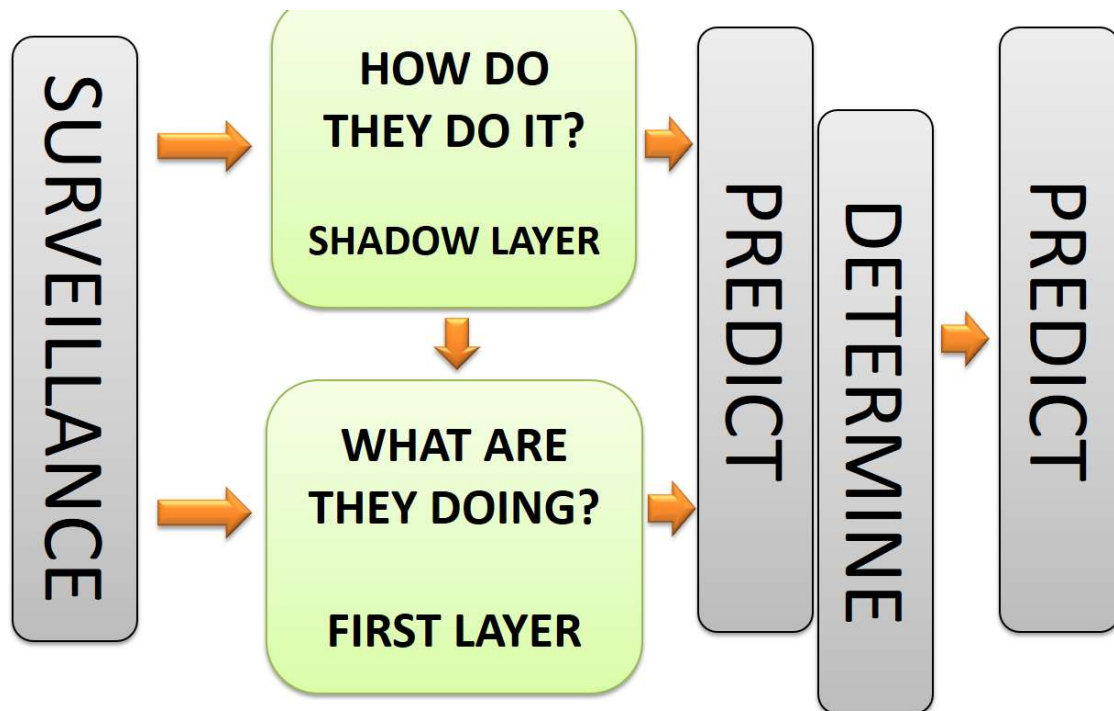 SURVEILLANCE
HOW DO
THEY DO IT?
SHADOW LAYER
WHAT ARE
THEY DOING?
FIRST LAYER
PREDICT
DETERMINE
PREDICT